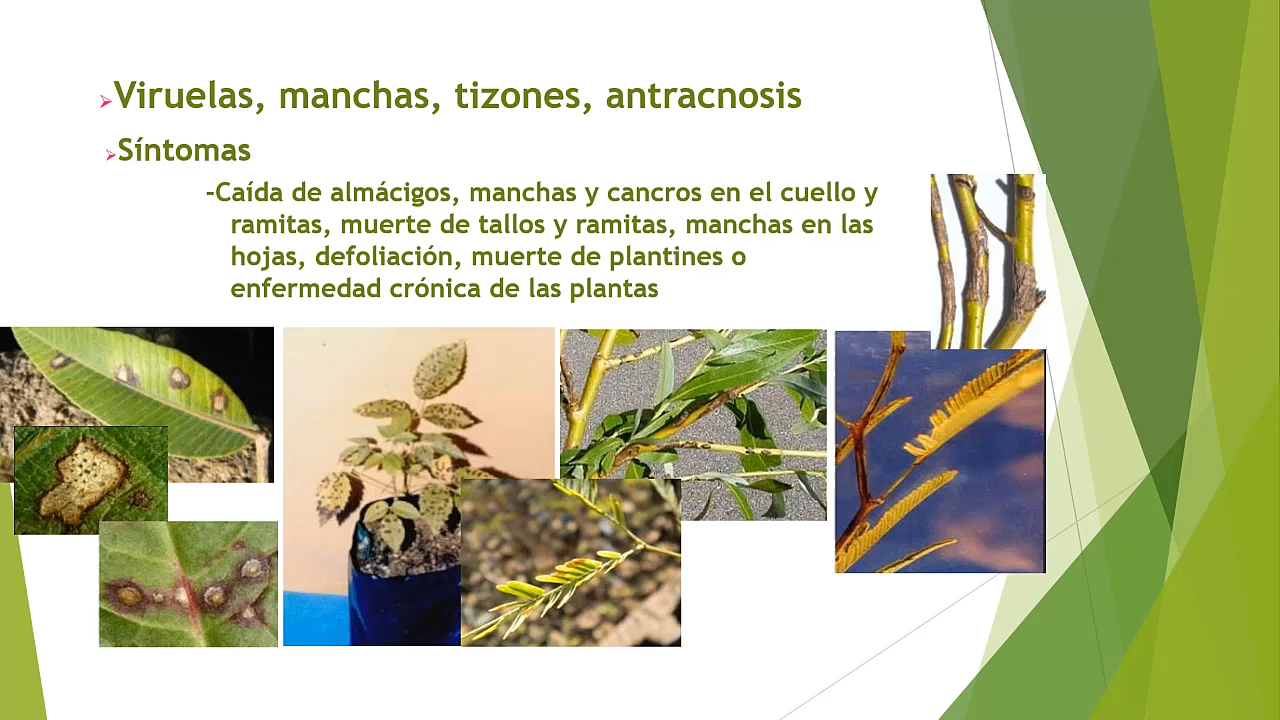 Viruelas, manchas, tizones, antracnosis
Síntomas
-Caída de almácigos, manchas y cancros en el cuello y
ramitas, muerte de tallos y ramitas, manchas en las
hojas, defoliación, muerte de plantines o
enfermedad crónica de las plantas